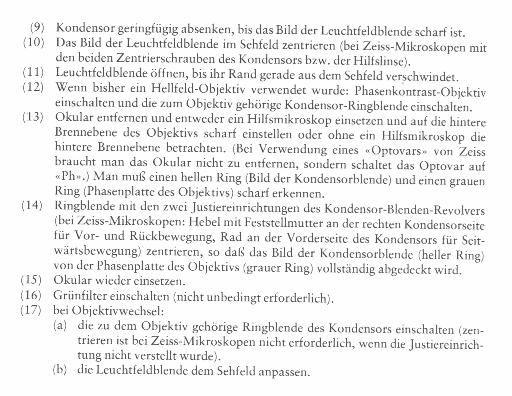 (9) Kondensor geringfügig absenken, bis das Bild der Leuchtfeldblende scharf ist.
(10) Das Bild der Leuchtfeldblende im Sehfeld zentrieren (bei Zeiss-Mikroskopen mit
den beiden Zentrierschrauben des Kondensors bzw. der Hilfslinse).
(11) Leuchtfeldblende öffnen, bis ihr Rand gerade aus dem Sehfeld verschwindet.
(12) Wenn bisher ein Hellfeld-Objektiv verwendet wurde: Phasenkontrast-Objektiv
einschalten und die zum Objektiv gehörige Kondensor-Ringblende einschalten.
(13) Okular entfernen und entweder ein Hilfsmikroskop einsetzen und auf die hintere
Brennebene des Objektivs scharf einstellen oder ohne ein Hilfsmikroskop die
hintere Brennebene betrachten. (Bei Verwendung eines «Optovars» von Zeiss
braucht man das Okular nicht zu entfernen, sondern schaltet das Optovar auf
«Ph».) Man muß einen hellen Ring (Bild der Kondensorblende) und einen grauen
Ring (Phasenplatte des Objektivs) scharf erkennen.
(14) Ringblende mit den zwei Justiereinrichtungen des Kondensor-Blenden-Revolvers
(bei Zeiss-Mikroskopen: Hebel mit Feststellmutter an der rechten Kondensorseite
für Vor- und Rückbewegung, Rad an der Vorderseite des Kondensors für Seit-
wärtsbewegung) zentrieren, so daß das Bild der Kondensorblende (heller Ring)
von der Phasenplatte des Objektivs (grauer Ring) vollständig abgedeckt wird.
(15) Okular wieder einsetzen.
(16) Grünfilter einschalten (nicht unbedingt erforderlich).
(17) bei Objektivwechsel:
(a) die zu dem Objektiv gehörige Ringblende des Kondensors einschalten (zen-
trieren ist bei Zeiss-Mikroskopen nicht erforderlich, wenn die Justiereinrich-
tung nicht verstellt wurde).
(b) die Leuchtfeldblende dem Sehfeld anpassen.